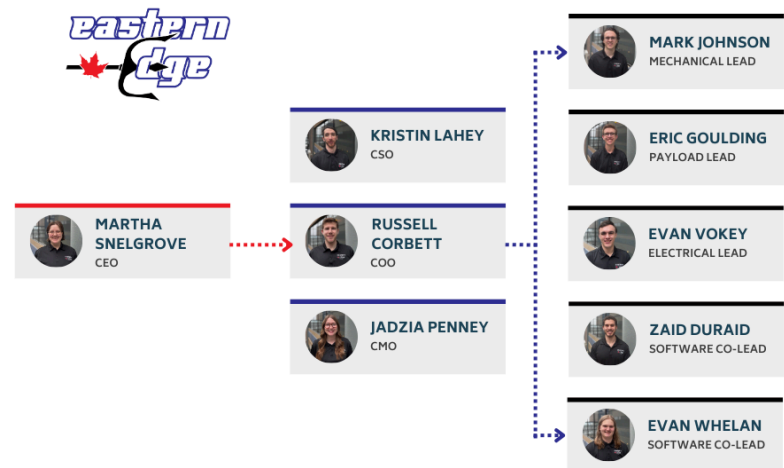 eastern
Edge
MARTHA
SNELGROVE
CEO
KRISTIN LAHEY
CSO
RUSSELL
CORBETT
COO
JADZIA PENNEY
CMO
MARK JOHNSON
MECHANICAL LEAD
ERIC GOULDING
PAYLOAD LEAD
EVAN VOKEY
ELECTRICAL LEAD
ZAID DURAID
SOFTWARE CO-LEAD
EVAN WHELAN
SOFTWARE CO-LEAD